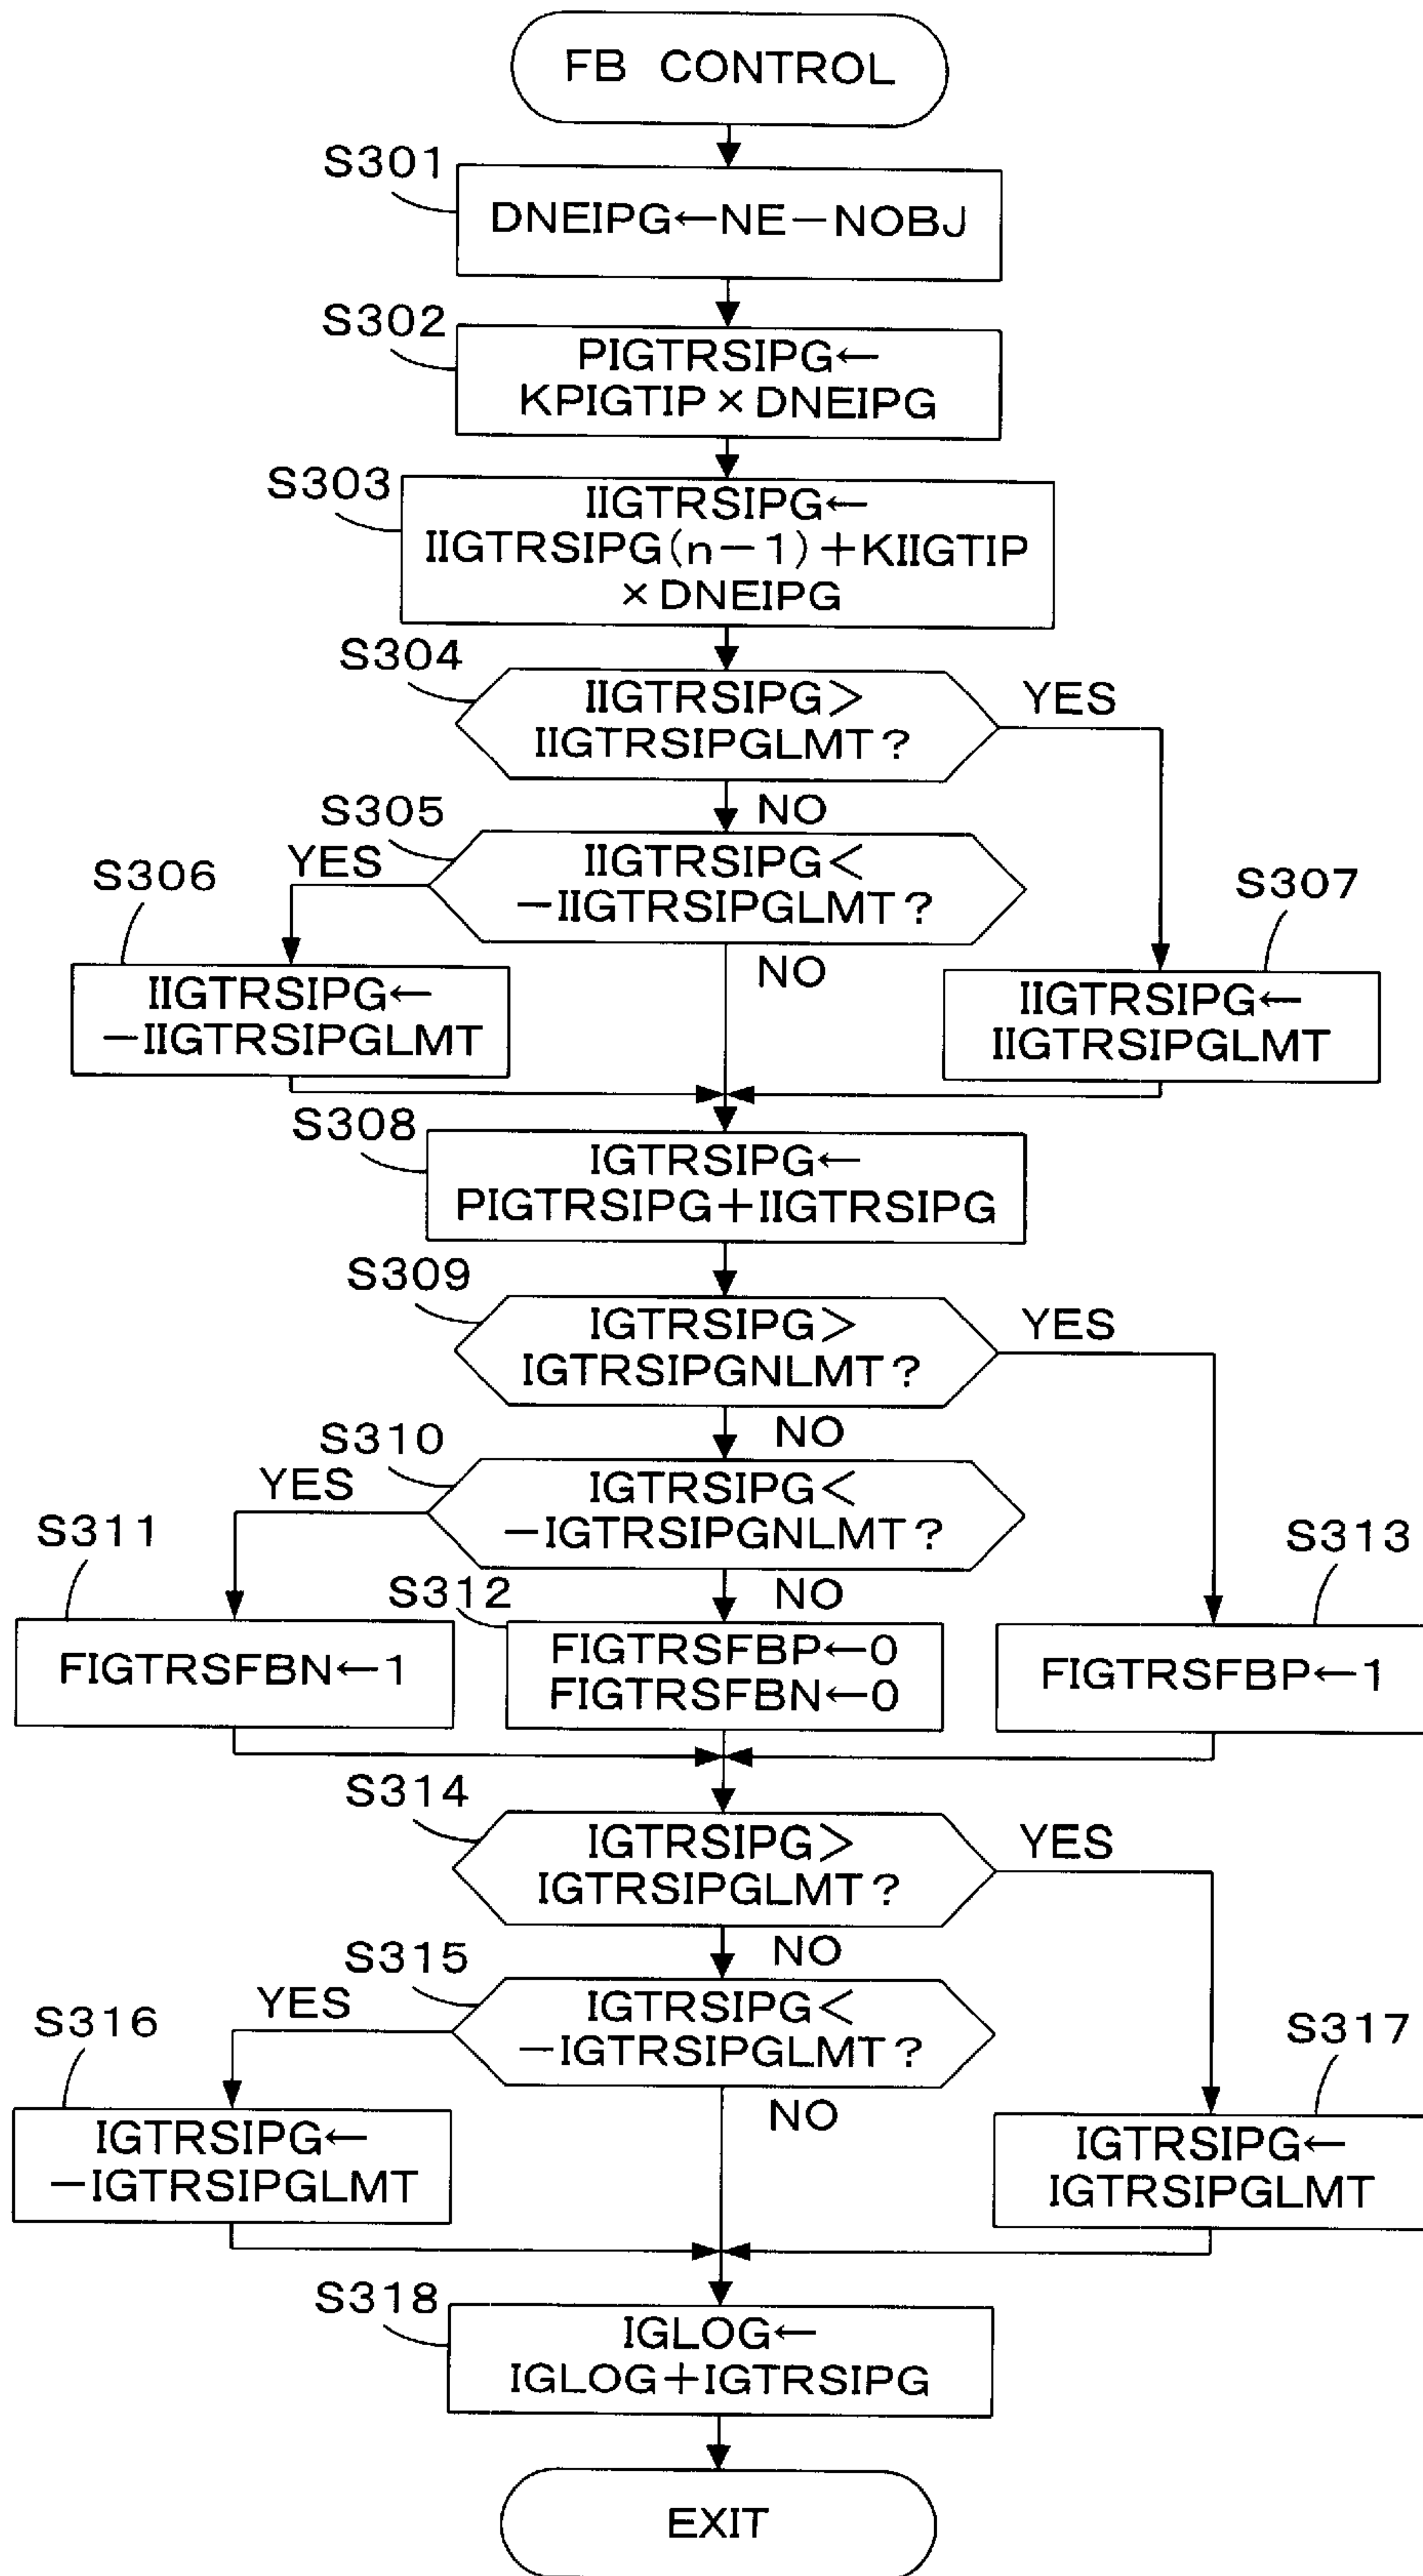 FB CONTROL
S301
DNEIPG←NE−NOBJ
S302
PIGTRSIPG←
KPIGTIP×DNEIPG
S303
IIGTRSIPG←
IIGTRSIPG(n−1)+KIIGTIP
×DNEIPG
S304
IIGTRSIPG>
IIGTRSIPGLMT?
YES
NO
S305
IIGTRSIPG<
−IIGTRSIPGLMT?
YES
NO
S306
IIGTRSIPG←
−IIGTRSIPGLMT
S307
IIGTRSIPG←
IIGTRSIPGLMT
S308
IGTRSIPG←
PIGTRSIPG+IIGTRSIPG
S309
IGTRSIPG>
IGTRSIPGNLMT?
YES
NO
S310
IGTRSIPG<
−IGTRSIPGNLMT?
YES
NO
S311
FIGTRSFBN←1
S312
FIGTRSFBP←0
FIGTRSFBN←0
S313
FIGTRSFBP←1
S314
IGTRSIPG>
IGTRSIPGLMT?
YES
NO
S315
IGTRSIPG<
−IGTRSIPGLMT?
YES
NO
S316
IGTRSIPG←
−IGTRSIPGLMT
S317
IGTRSIPG←
IGTRSIPGLMT
S318
IGLOG←
IGLOG+IGTRSIPG
EXIT